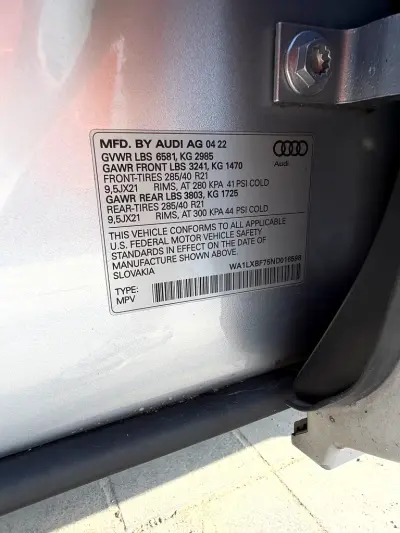 MFD. BY AUDI AG 04 22
GVWR LBS 6581, KG 2985
GAWR FRONT LBS 3241, KG 1470
FRONT-TIRES 285/40 R21
9,5JX21 RIMS, AT 280 KPA 41 PSI COLD
GAWR REAR LBS 3803, KG 1725
REAR-TIRES 285/40 R21
9,5JX21 RIMS, AT 300 KPA 44 PSI COLD
Audi
THIS VEHICLE CONFORMS TO ALL APPLICABLE
U.S. FEDERAL MOTOR VEHICLE SAFETY
STANDARDS IN EFFECT ON THE DATE OF
MANUFACTURE SHOWN ABOVE.
SLOVAKIA
TYPE:
MPV